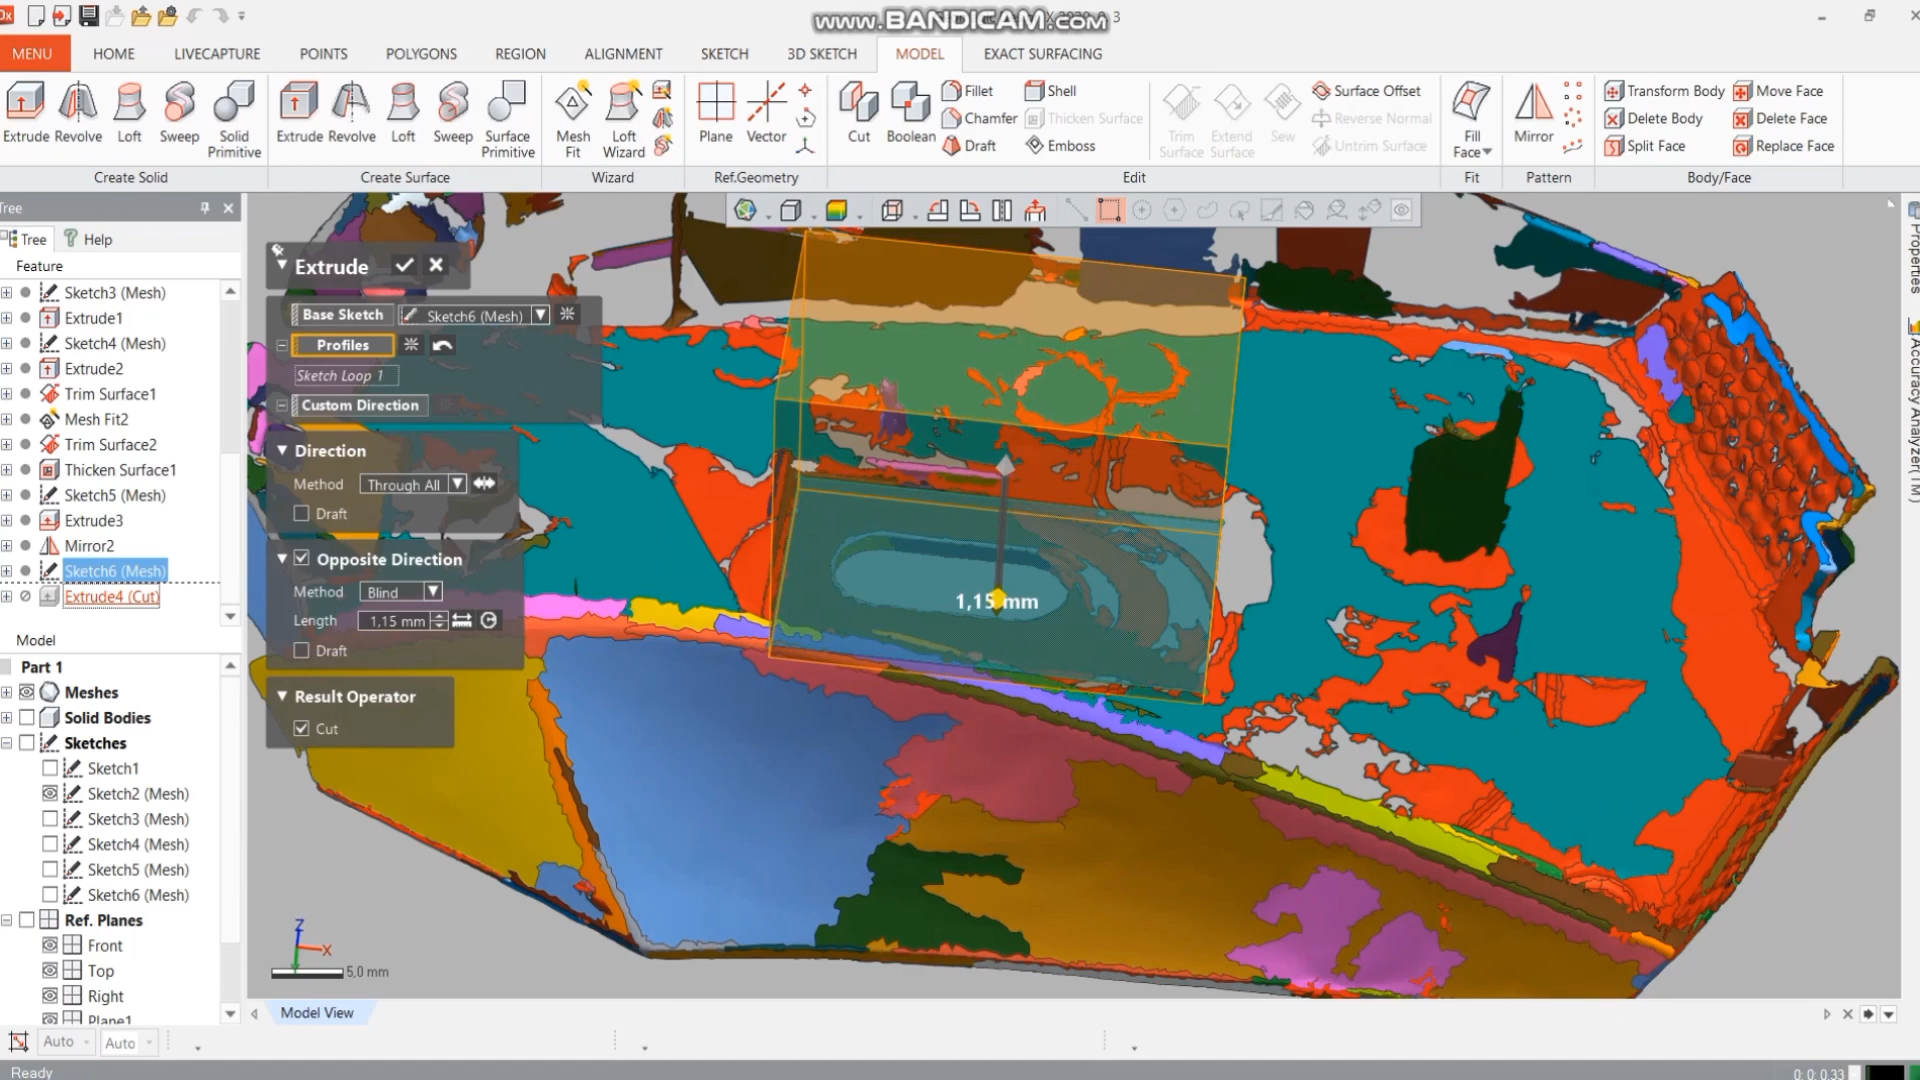 www.BANDICAM.com
3
MENU HOME LIVECAPTURE POINTS POLYGONS REGION ALIGNMENT SKETCH 3D SKETCH MODEL EXACT SURFACING
Extrude Revolve Loft Sweep Solid Primitive
Create Solid
Extrude Revolve Loft Sweep Surface Primitive
Create Surface
Mesh Fit Loft Wizard
Wizard
Plane Vector
Ref.Geometry
Cut Boolean
Fillet
Chamfer
Draft
Shell
Thicken Surface
Emboss
Trim Surface Extend Surface Sew
Surface Offset
Reverse Normal
Untrim Surface
Edit
Fill Face
Fit
Mirror
Pattern
Transform Body
Delete Body
Split Face
Move Face
Delete Face
Replace Face
Body/Face
Tree
Tree Help
Feature
Sketch3 (Mesh)
Extrude1
Sketch4 (Mesh)
Extrude2
Trim Surface1
Mesh Fit2
Trim Surface2
Thicken Surface1
Sketch5 (Mesh)
Extrude3
Mirror2
Sketch6 (Mesh)
Extrude4 (Cut)
Model
Part 1
Meshes
Solid Bodies
Sketches
Sketch1
Sketch2 (Mesh)
Sketch3 (Mesh)
Sketch4 (Mesh)
Sketch5 (Mesh)
Sketch6 (Mesh)
Ref. Planes
Front
Top
Right
Plane1
Extrude
Base Sketch Sketch6 (Mesh)
Profiles
Sketch Loop 1
Custom Direction
Direction
Method Through All
Draft
Opposite Direction
Method Blind
Length 1,15 mm
Draft
Result Operator
Cut
1,15 mm
Z
X
5,0 mm
Model View
Properties
Accuracy Analyzer(TM)
Auto Auto
Ready
0: 0: 0.33